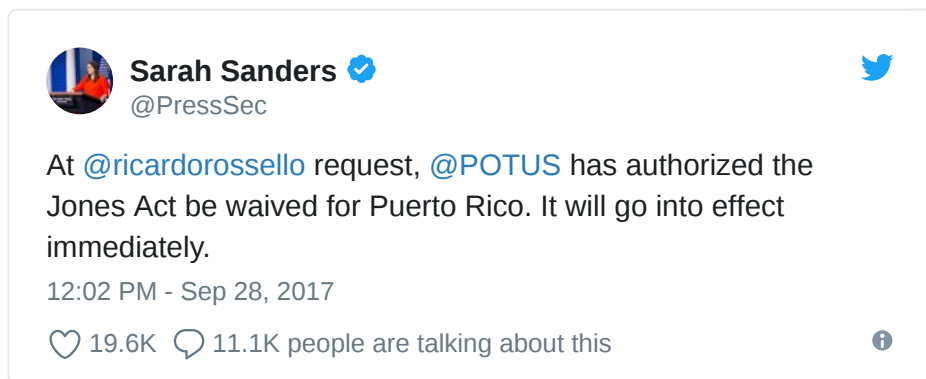 Sarah Sanders
@PressSec
At @ricardorossello request, @POTUS has authorized the
Jones Act be waived for Puerto Rico. It will go into effect
immediately.
12:02 PM - Sep 28, 2017
19.6K 11.1K people are talking about this